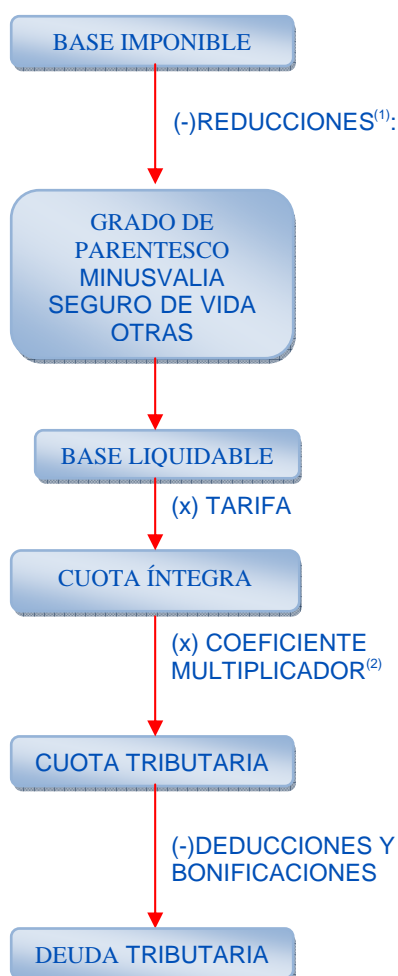 BASE IMPONIBLE
(-)REDUCCIONES(1):
GRADO DE
PARENTESCO
MINUSVALIA
SEGURO DE VIDA
OTRAS
BASE LIQUIDABLE
(x) TARIFA
CUOTA ÍNTEGRA
(x) COEFICIENTE
MULTIPLICADOR(2)
CUOTA TRIBUTARIA
(-)DEDUCCIONES Y
BONIFICACIONES
DEUDA TRIBUTARIA